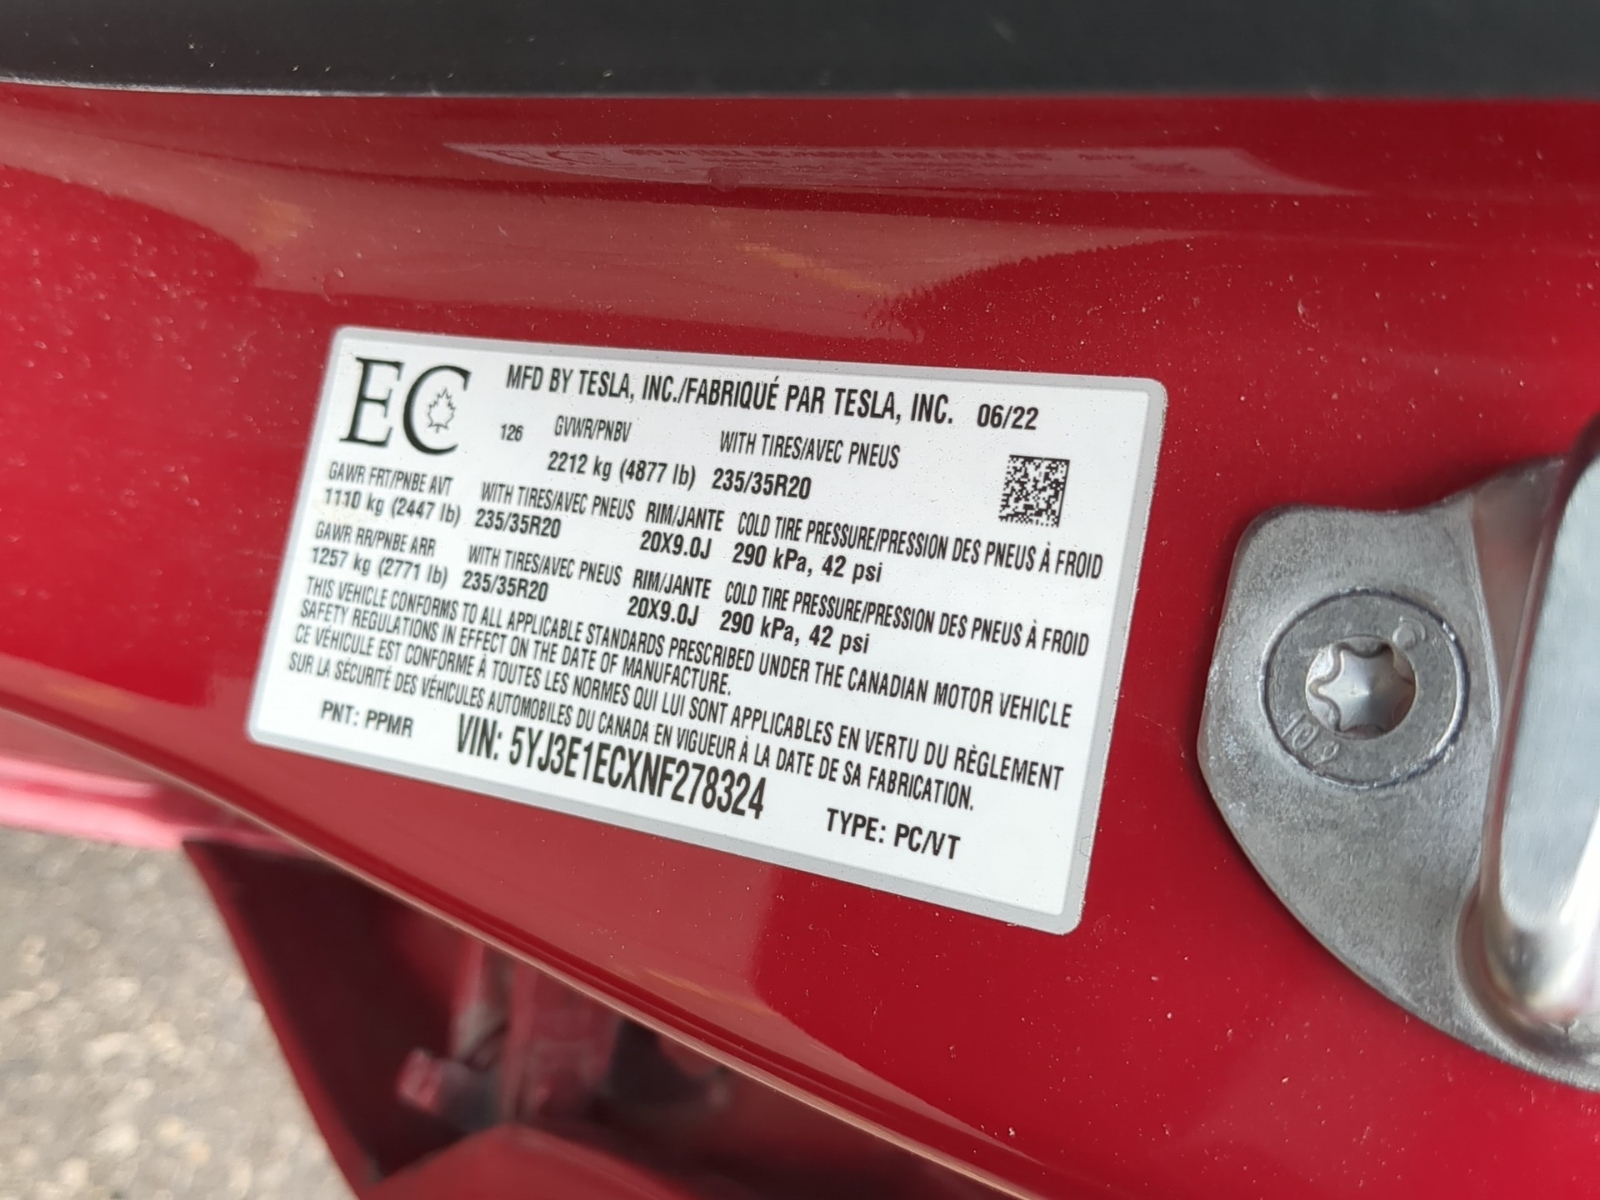 EC
MFD BY TESLA, INC./FABRIQUÉ PAR TESLA, INC. 06/22
126 GVWR/PNBV WITH TIRES/AVEC PNEUS
2212 kg (4877 lb) 235/35R20
GAWR FRT/PNBE AVT WITH TIRES/AVEC PNEUS RIM/JANTE COLD TIRE PRESSURE/PRESSION DES PNEUS À FROID
1110 kg (2447 lb) 235/35R20 20X9.0J 290 kPa, 42 psi
GAWR RR/PNBE ARR WITH TIRES/AVEC PNEUS RIM/JANTE COLD TIRE PRESSURE/PRESSION DES PNEUS À FROID
1257 kg (2771 lb) 235/35R20 20X9.0J 290 kPa, 42 psi
THIS VEHICLE CONFORMS TO ALL APPLICABLE STANDARDS PRESCRIBED UNDER THE CANADIAN MOTOR VEHICLE
SAFETY REGULATIONS IN EFFECT ON THE DATE OF MANUFACTURE.
CE VÉHICULE EST CONFORME À TOUTES LES NORMES QUI LUI SONT APPLICABLES EN VERTU DU RÈGLEMENT
SUR LA SÉCURITÉ DES VÉHICULES AUTOMOBILES DU CANADA EN VIGUEUR À LA DATE DE SA FABRICATION.
PNT: PPMR VIN: 5YJ3E1ECXNF278324 TYPE: PC/VT